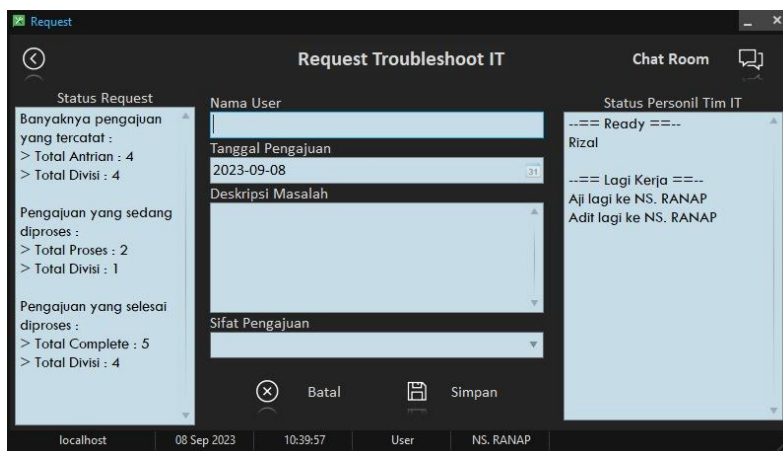 Request
Request Troubleshoot IT
Chat Room
Status Request
Banyaknya pengajuan
yang tercatat :
> Total Antrian : 4
> Total Divisi : 4
Pengajuan yang sedang
diproses :
> Total Proses : 2
> Total Divisi : 1
Pengajuan yang selesai
diproses :
> Total Complete : 5
> Total Divisi : 4
Nama User
Tanggal Pengajuan
2023-09-08
31
Deskripsi Masalah
Sifat Pengajuan
Batal
Simpan
Status Personil Tim IT
--== Ready ==--
Rizal
--== Lagi Kerja ==--
Aji lagi ke NS. RANAP
Adit lagi ke NS. RANAP
localhost
08 Sep 2023
10:39:57
User
NS. RANAP